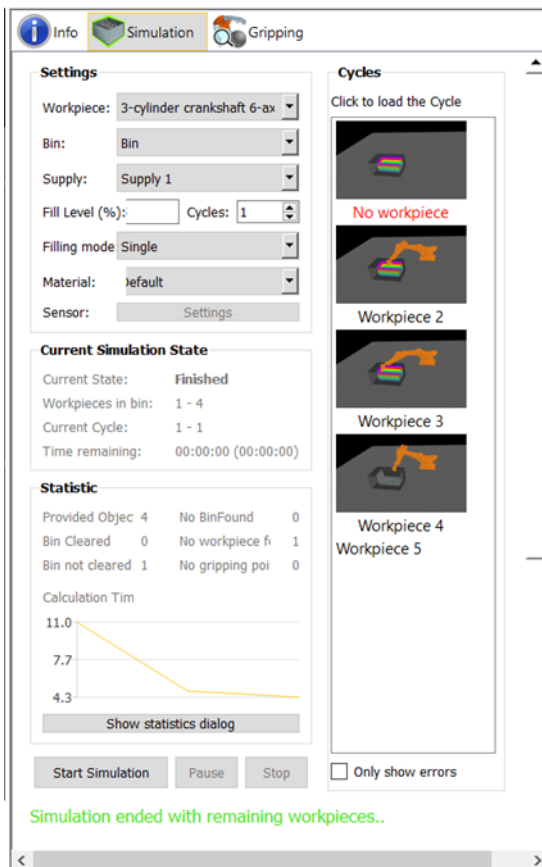 Info Simulation Gripping
Settings
Workpiece: 3-cylinder crankshaft 6-ax
Bin: Bin
Supply: Supply 1
Fill Level (%): Cycles: 1
Filling mode Single
Material: Default
Sensor: Settings
Current Simulation State
Current State: Finished
Workpieces in bin: 1 - 4
Current Cycle: 1 - 1
Time remaining: 00:00:00 (00:00:00)
Statistic
Provided Objec 4 No BinFound 0
Bin Cleared 0 No workpiece f 1
Bin not cleared 1 No gripping poi 0
Calculation Tim
11.0
7.7
4.3
Show statistics dialog
Start Simulation Pause Stop
Cycles
Click to load the Cycle
No workpiece
Workpiece 2
Workpiece 3
Workpiece 4
Workpiece 5
Only show errors
Simulation ended with remaining workpieces..